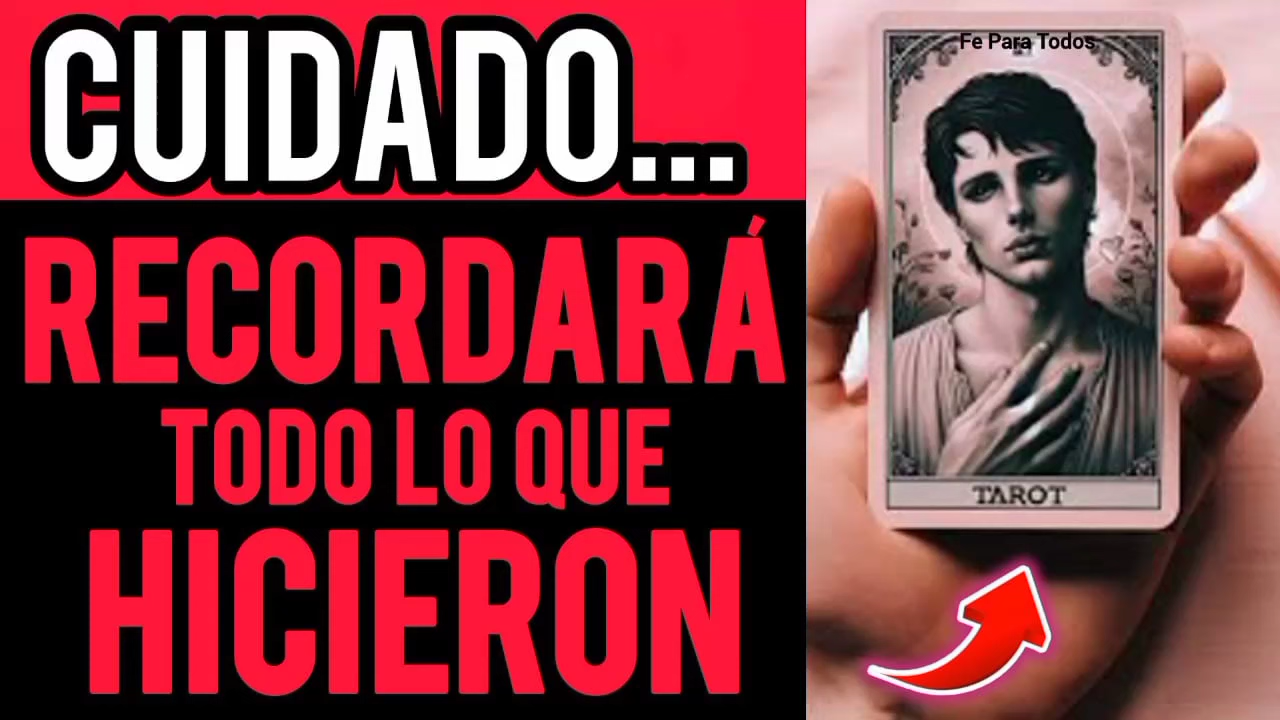 CUIDADO...
RECORDARÁ
TODO LO QUE
HICIERON
Fe Para Todos
TAROT